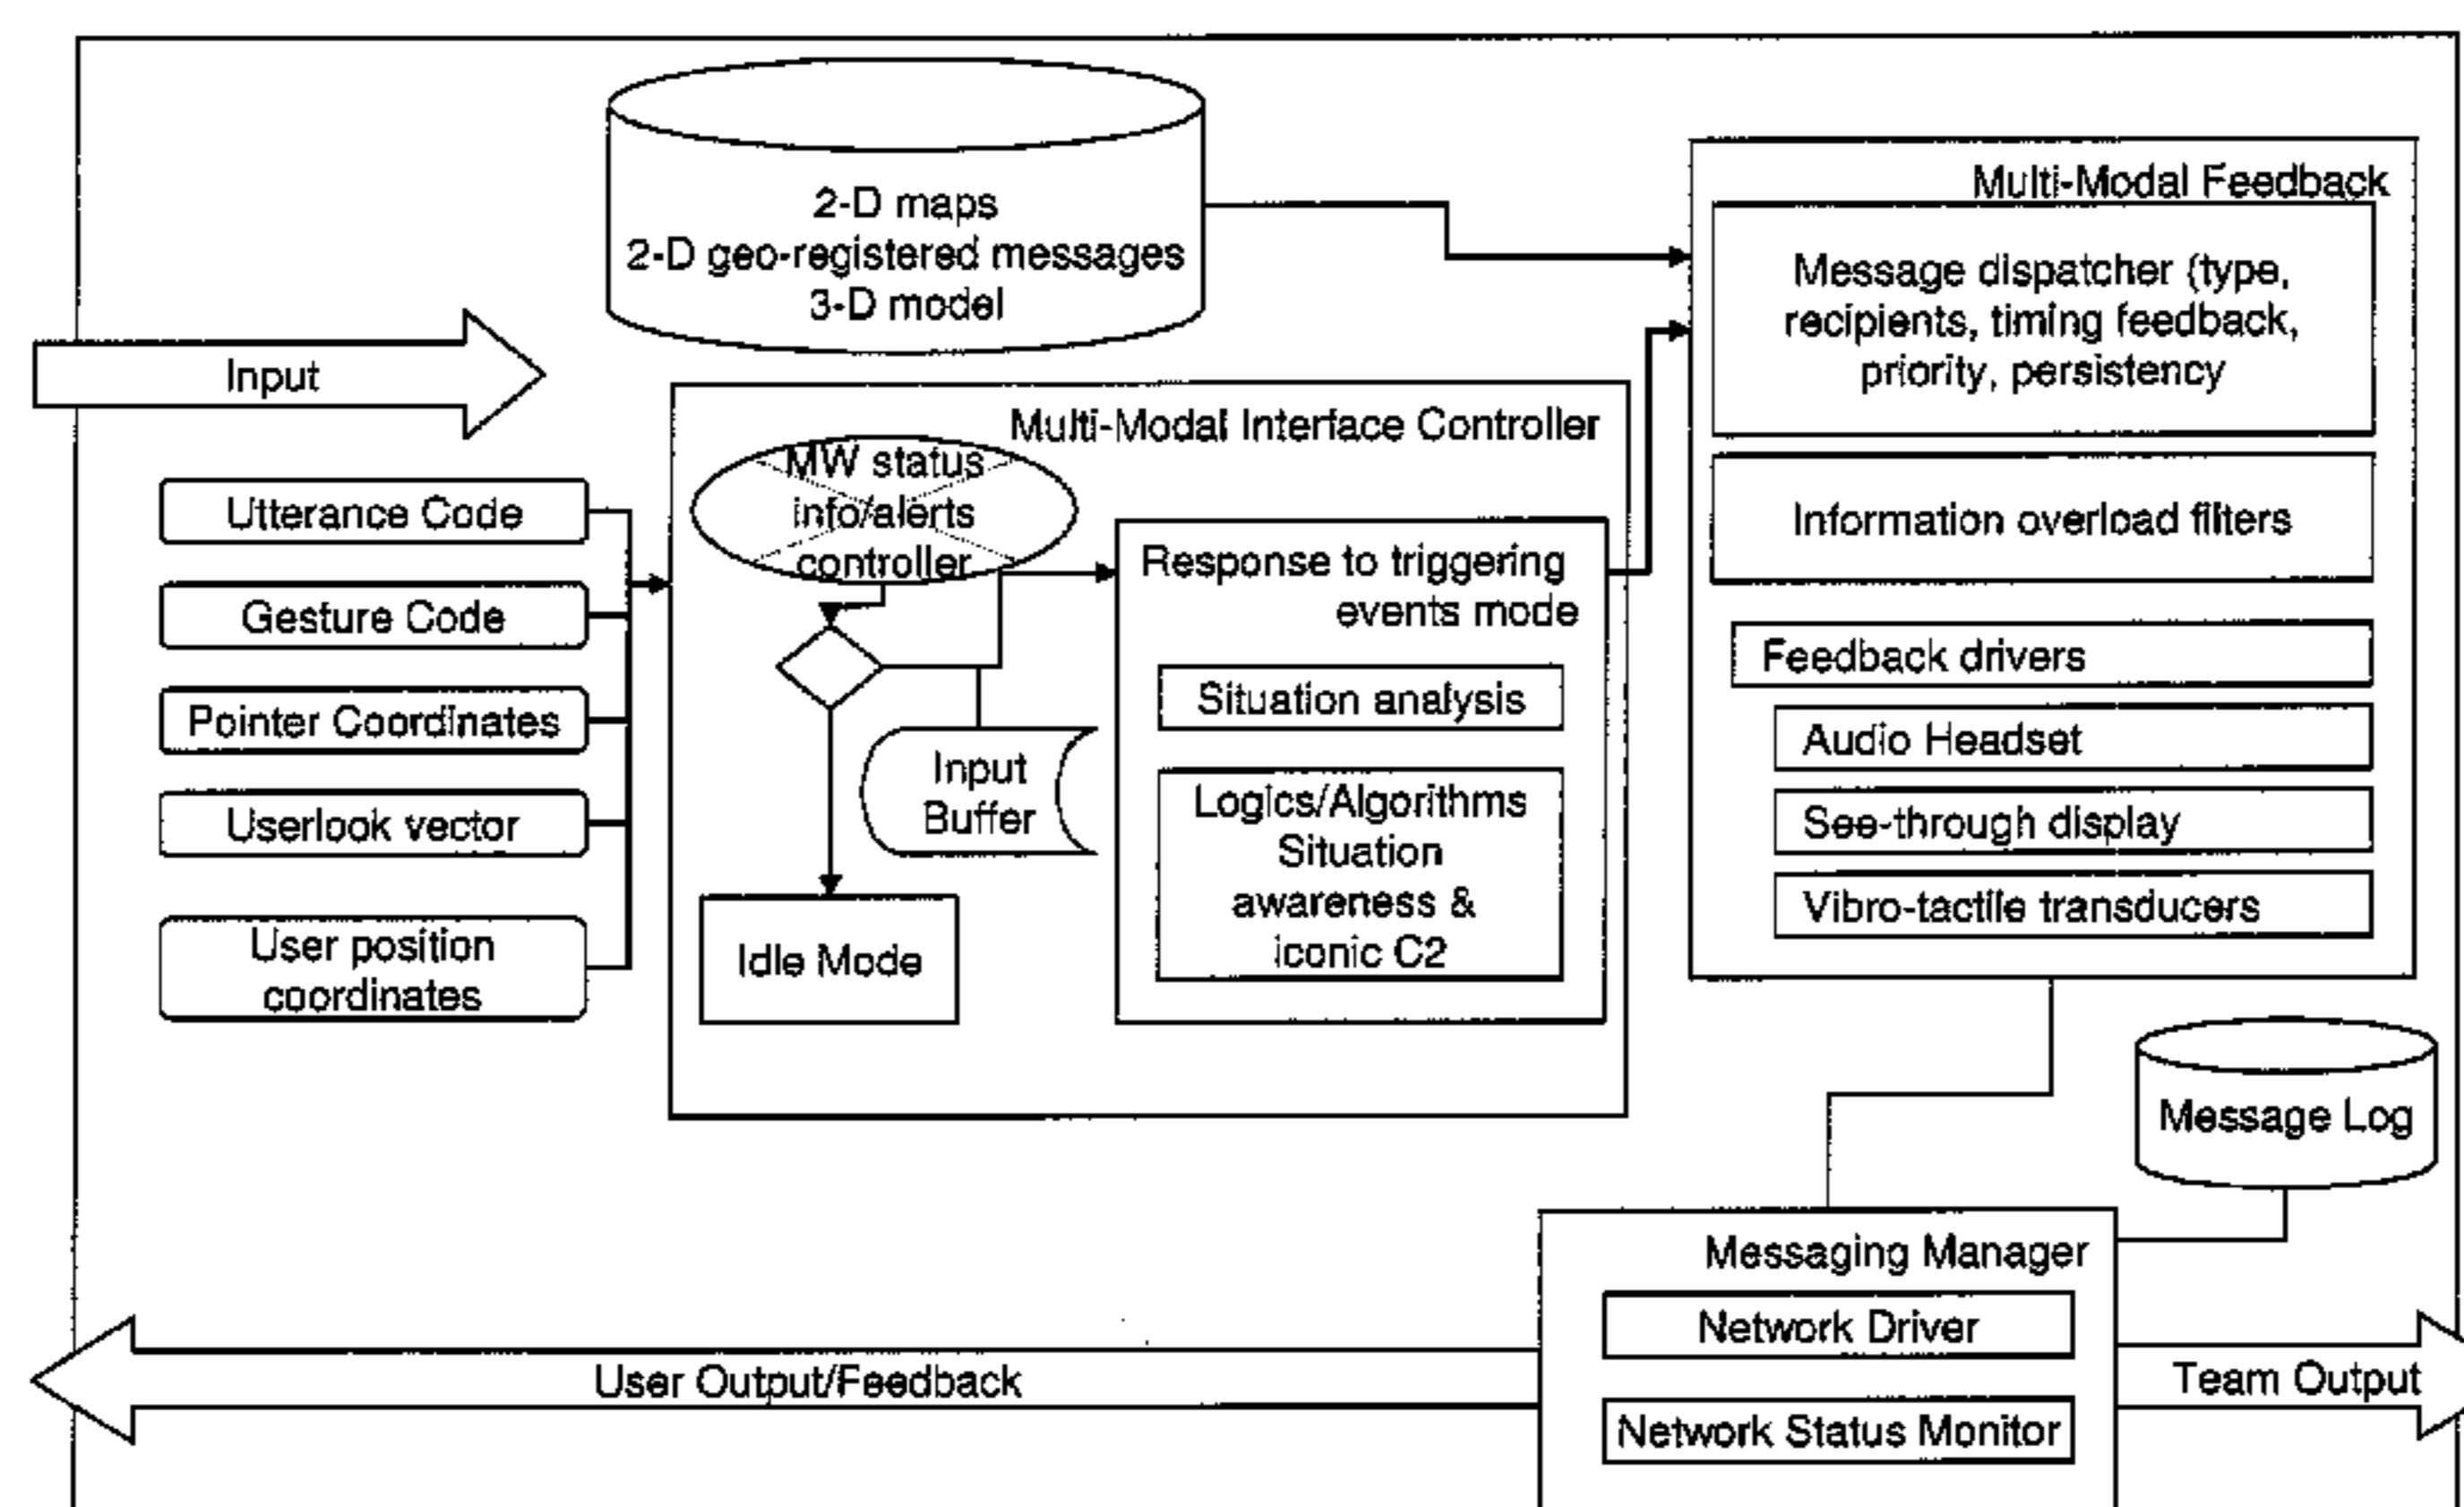 2-D maps
2-D geo-registered messages
3-D model
Input
Utterance Code
Gesture Code
Pointer Coordinates
Userlook vector
User position
coordinates
Multi-Modal Interface Controller
MW status
info/alerts
controller
Input
Buffer
Idle Mode
Response to triggering
events mode
Situation analysis
Logics/Algorithms
Situation
awareness &
iconic C2
Multi-Modal Feedback
Message dispatcher (type,
recipients, timing feedback,
priority, persistency
Information overload filters
Feedback drivers
Audio Headset
See-through display
Vibro-tactile transducers
Message Log
Messaging Manager
Network Driver
Network Status Monitor
User Output/Feedback
Team Output